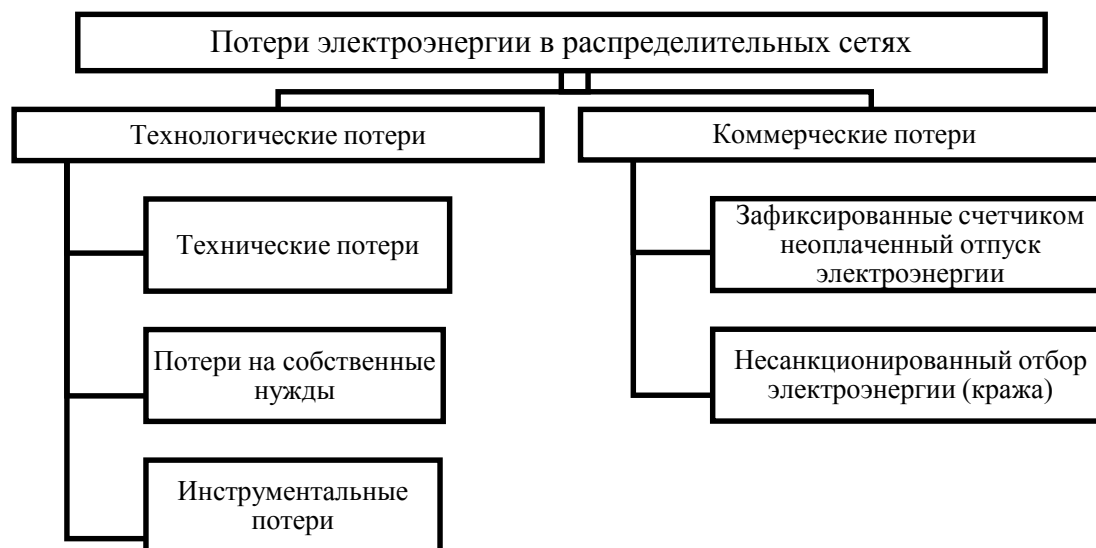 Потери электроэнергии в распределительных сетях
Технологические потери
Технические потери
Потери на собственные
нужды
Инструментальные
потери
Коммерческие потери
Зафиксированные счетчиком
неоплаченный отпуск
электроэнергии
Несанкционированный отбор
электроэнергии (кража)